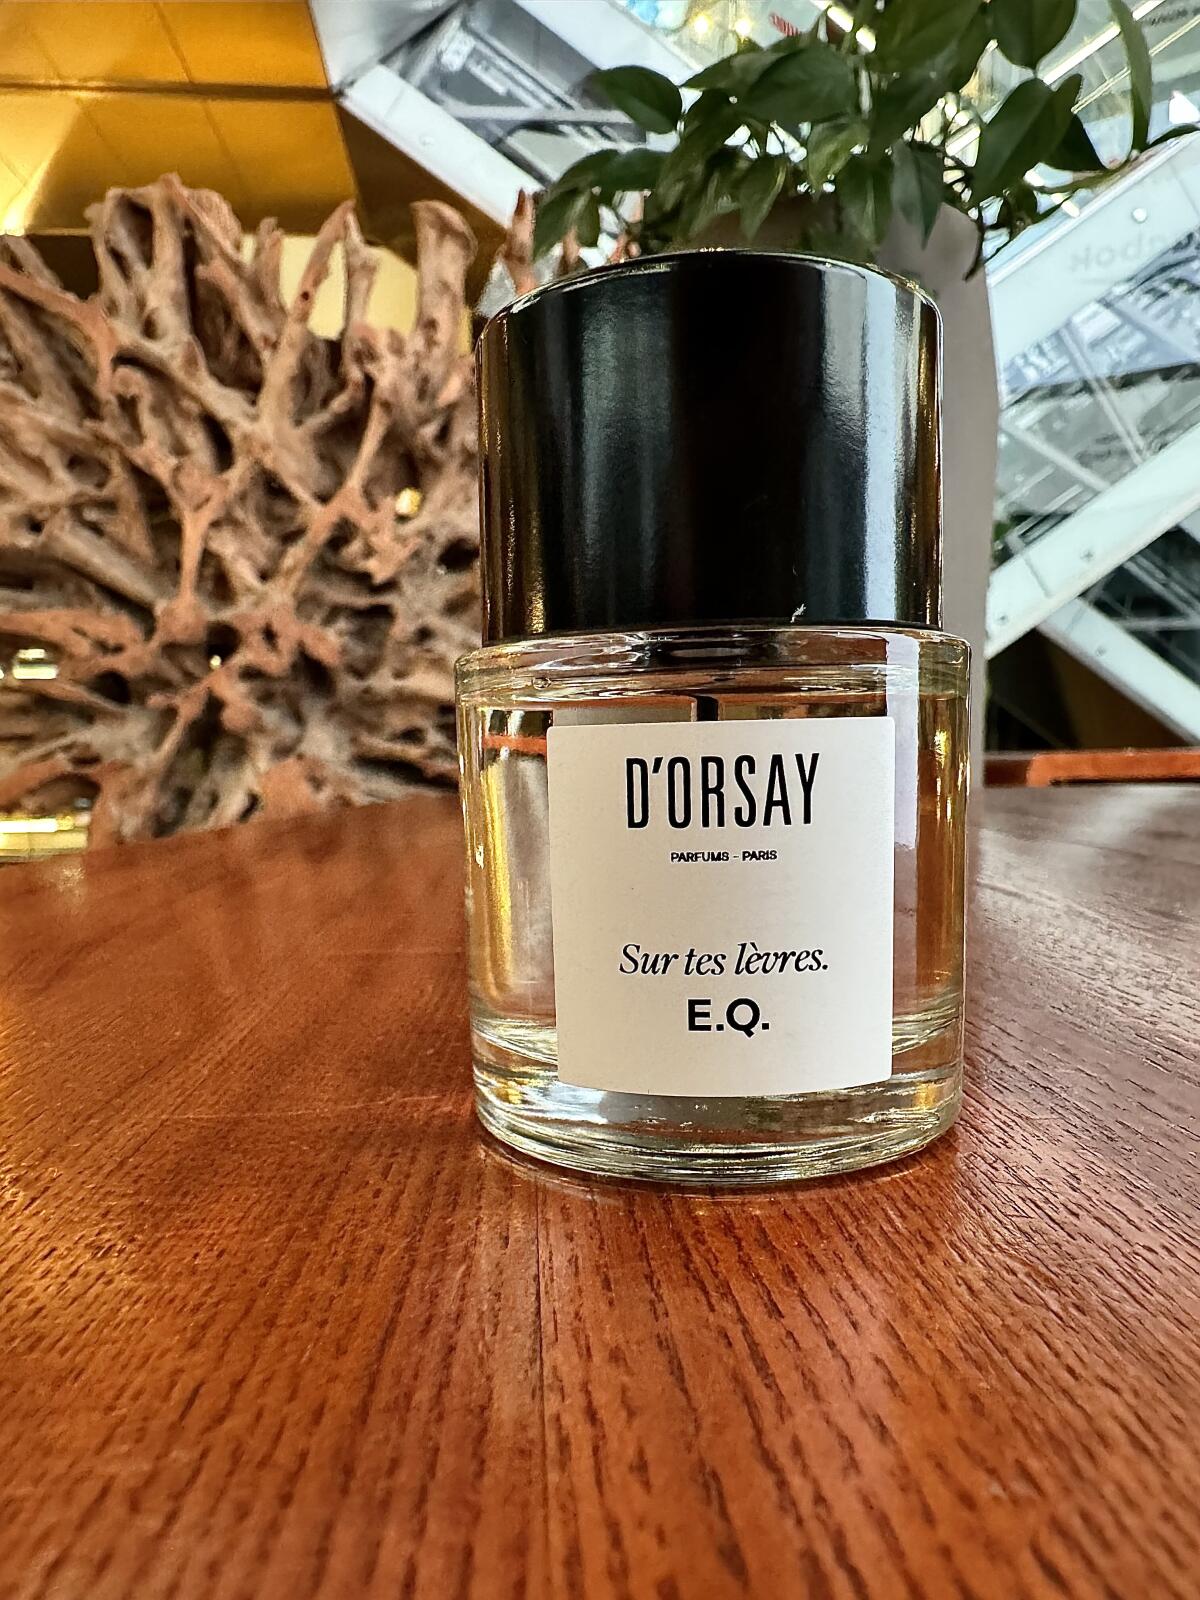 D'ORSAY
PARFUMS - PARIS
Sur tes lèvres.
E.Q.